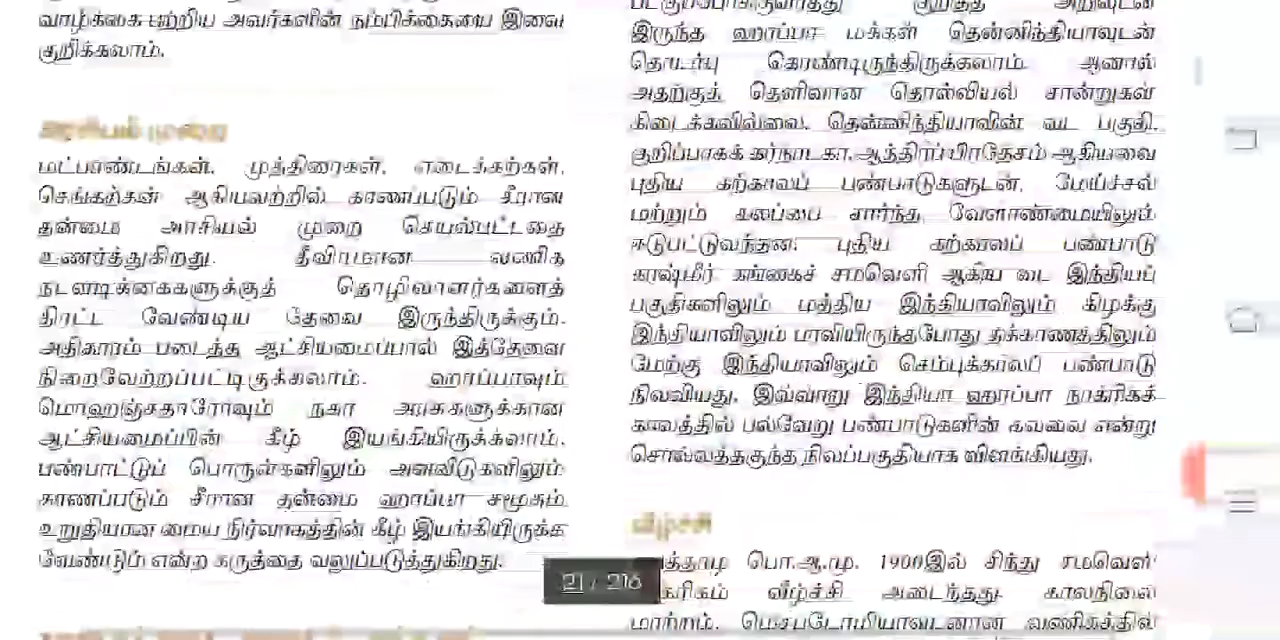 வாழ்க்கை பற்றிய அவர்களின் நம்பிக்கையை இவை
குறிக்கலாம்.
அரசியல் முறை
மட்பாண்டங்கள், முத்திரைகள், எடைக்கற்கள்,
செங்கற்கள் ஆகியவற்றில் காணப்படும் சீரான
தன்மை அரசியல் முறை செயல்பட்டதை
உணர்த்துகிறது. தீவிரமான வணிக
நடவடிக்கைகளுக்குத் தொழிலாளர்களைத்
திரட்ட வேண்டிய தேவை இருந்திருக்கும்.
அதிகாரம் படைத்த ஆட்சியமைப்பால் இத்தேவை
நிறைவேற்றப்பட்டிருக்கலாம். ஹரப்பாவும்
மொஹஞ்சதாரோவும் நகர அரசுகளுக்கான
ஆட்சியமைப்பின் கீழ் இயங்கியிருக்கலாம்.
பண்பாட்டுப் பொருள்களிலும் அளவீடுகளிலும்
காணப்படும் சீரான தன்மை ஹரப்பா சமூகம்
உறுதியான மைய நிர்வாகத்தின் கீழ் இயங்கியிருக்க
வேண்டும் என்ற கருத்தை வலுப்படுத்துகிறது.
குறித்த அறிவுடன்
இருந்த ஹரப்பா மக்கள் தென்னிந்தியாவுடன்
தொடர்பு கொண்டிருந்திருக்கலாம். ஆனால்
அதற்குத் தெளிவான தொல்லியல் சான்றுகள்
கிடைக்கவில்லை. தென்னிந்தியாவின் வட பகுதி,
குறிப்பாகக் கர்நாடகா, ஆந்திரப் பிரதேசம் ஆகியவை
புதிய கற்காலப் பண்பாடுகளுடன், மேய்ச்சல்
மற்றும் கலப்பை சார்ந்த வேளாண்மையிலும்
ஈடுபட்டுவந்தன. புதிய கற்காலப் பண்பாடு
காஷ்மீர் கங்கைச் சமவெளி ஆகிய வட இந்தியப்
பகுதிகளிலும் மத்திய இந்தியாவிலும் கிழக்கு
இந்தியாவிலும் பரவியிருந்தபோது தக்காணத்திலும்
மேற்கு இந்தியாவிலும் செம்புக்காலப் பண்பாடு
நிலவியது. இவ்வாறு இந்தியா ஹரப்பா நாகரிகக்
காலத்தில் பல்வேறு பண்பாடுகளின் கலவை என்று
சொல்லத்தகுந்த நிலப்பகுதியாக விளங்கியது.
வீழ்ச்சி
பொ.ஆ.மு. 1900இல் சிந்து சமவெளி
வீழ்ச்சி அடைந்தது. காலநிலை
மாற்றம், மெசபடோமியாவுடனான வணிகத்தில்
21 / 216